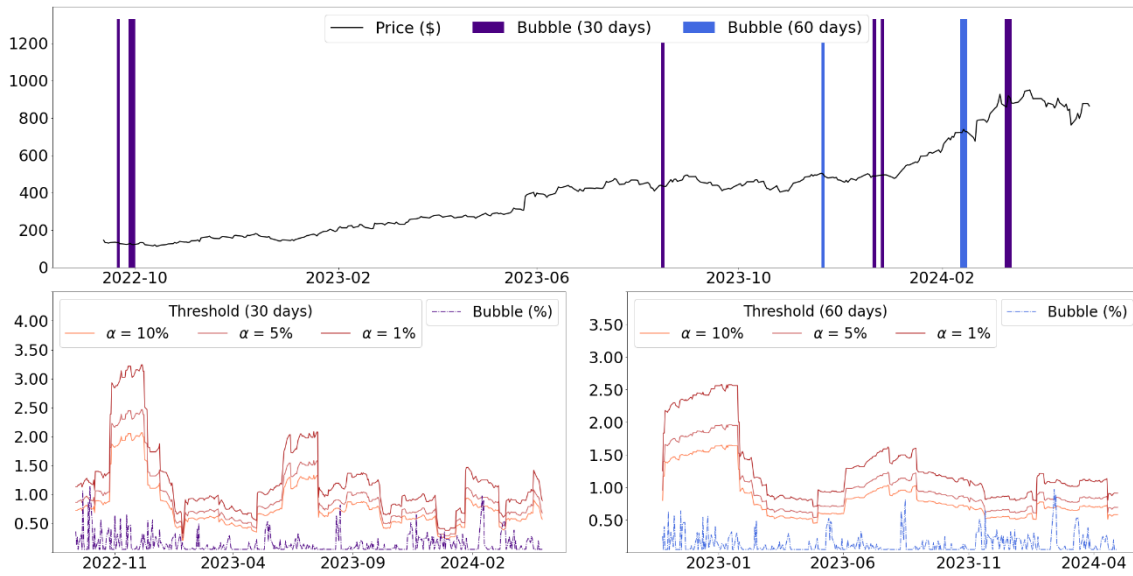 Price ($) Bubble (30 days) Bubble (60 days)
1200
1000
800
600
400
200
0
2022-10 2023-02 2023-06 2023-10 2024-02
Threshold (30 days)
α = 10% α = 5% α = 1%
Bubble (%)
4.00
3.50
3.00
2.50
2.00
1.50
1.00
0.50
2022-11 2023-04 2023-09 2024-02
Threshold (60 days)
α = 10% α = 5% α = 1%
Bubble (%)
3.50
3.00
2.50
2.00
1.50
1.00
0.50
2023-01 2023-06 2023-11 2024-04